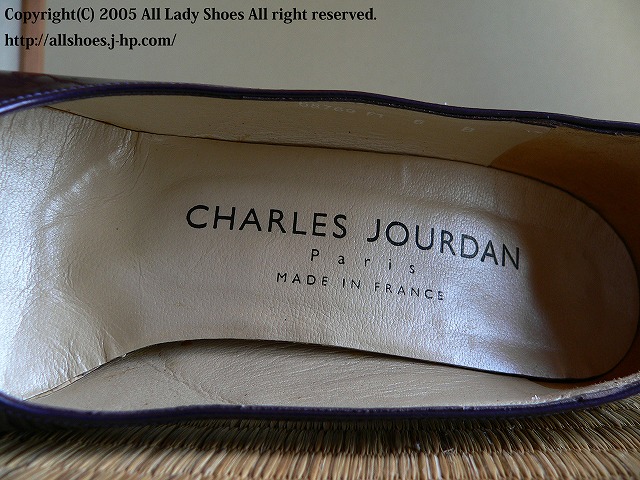 Copyright(C) 2005 All Lady Shoes All right reserved.
http://allshoes.j-hp.com/
CHARLES JOURDAN
Paris
MADE IN FRANCE